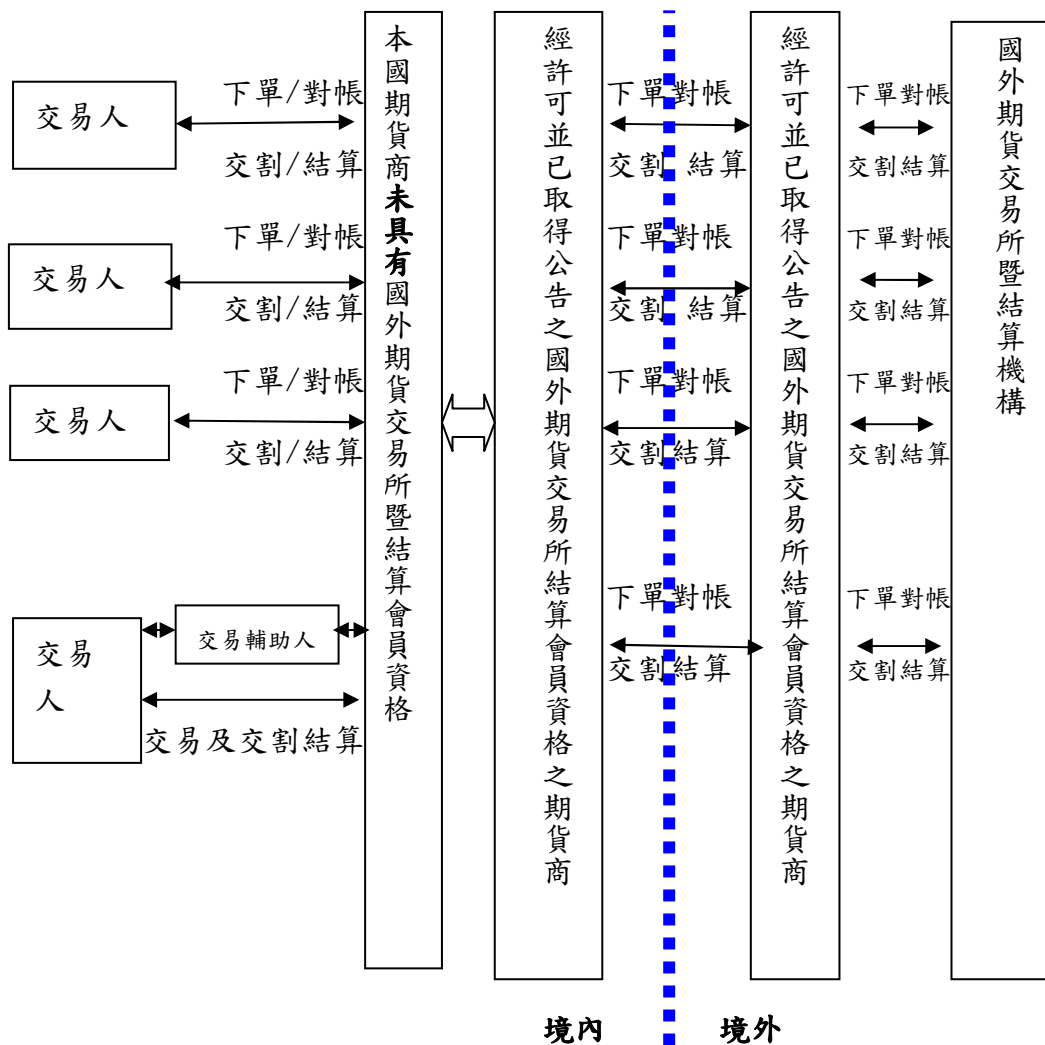 交易人
下單/對帳
交割/結算
交易人
下單/對帳
交割/結算
交易人
下單/對帳
交割/結算
交易人
交易輔助人
交易及交割結算
本國期貨商未具有國外期貨交易所暨結算會員資格
經許可並已取得公告之國外期貨交易所結算會員資格之期貨商
下單對帳
交割 結算
下單對帳
交割 結算
下單對帳
交割結算
下單對帳
交割結算
經許可並已取得公告之國外期貨交易所結算會員資格之期貨商
下單對帳
交割結算
下單對帳
交割結算
下單對帳
交割結算
下單對帳
交割結算
國外期貨交易所暨結算機構
境內
境外